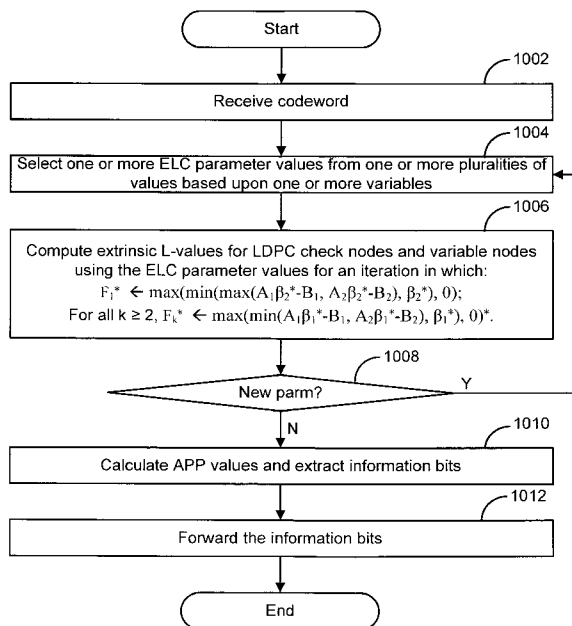 Start
1002
Receive codeword
1004
Select one or more ELC parameter values from one or more pluralities of
values based upon one or more variables
1006
Compute extrinsic L-values for LDPC check nodes and variable nodes
using the ELC parameter values for an iteration in which:
F₁* ← max(min(max(A₁β₂*-B₁, A₂β₂*-B₂), β₂*), 0);
For all k ≥ 2, Fₖ* ← max(min(A₁β₁*-B₁, A₂β₁*-B₂), β₁*), 0)*.
1008
New parm?
Y
N
1010
Calculate APP values and extract information bits
1012
Forward the information bits
End